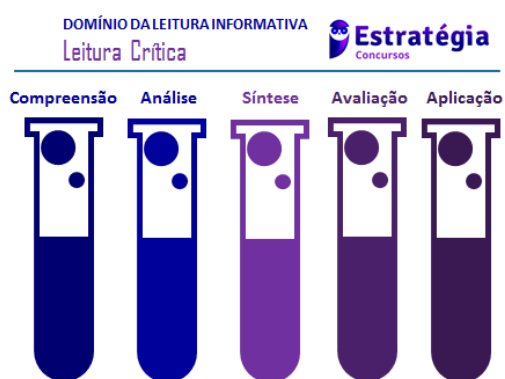 DOMÍNIO DA LEITURA INFORMATIVA
Leitura Crítica
Estratégia
Concursos
Compreensão Análise Síntese Avaliação Aplicação